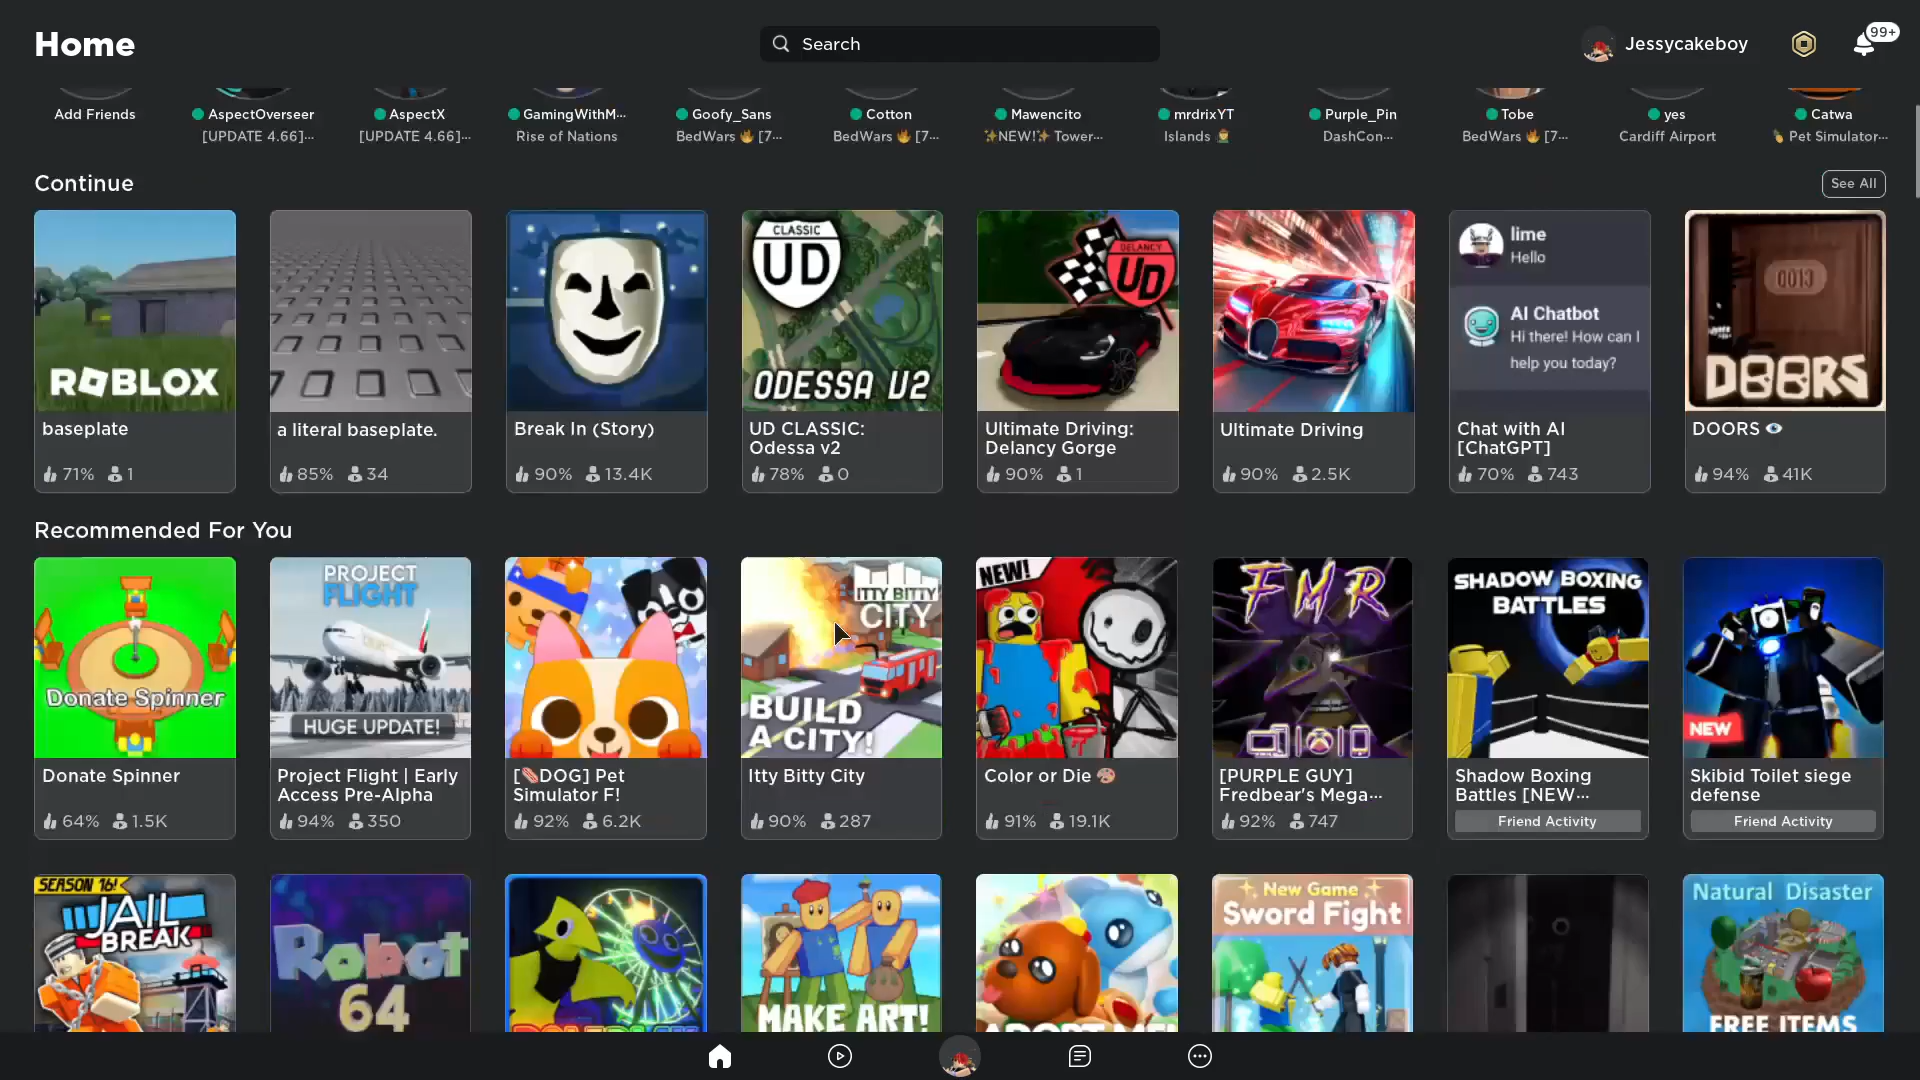 Home
Search
Jessycakeboy
99+
Add Friends
AspectOverseer
[UPDATE 4.66]...
AspectX
[UPDATE 4.66]...
GamingWithM...
Rise of Nations
Goofy_Sans
BedWars 🔥 [7...
Cotton
BedWars 🔥 [7...
Mawencito
✨NEW!✨ Tower...
mrdrixYT
Islands
Purple_Pin
DashCon...
Tobe
BedWars 🔥 [7...
yes
Cardiff Airport
Catwa
🍍 Pet Simulator...
Continue
See All
ROBLOX
CLASSIC
UD
ODESSA V2
DELANCY
UD
lime
Hello
AI Chatbot
Hi there! How can I
help you today?
0013
DOORS
baseplate
71% 1
a literal baseplate.
85% 34
Break In (Story)
90% 13.4K
UD CLASSIC:
Odessa v2
78% 0
Ultimate Driving:
Delancy Gorge
90% 1
Ultimate Driving
90% 2.5K
Chat with AI
[ChatGPT]
70% 743
DOORS 👁️
94% 41K
Recommended For You
Donate Spinner
PROJECT
FLIGHT
HUGE UPDATE!
ITTY BITTY
CITY
BUILD
A CITY!
NEW!
FMR
SHADOW BOXING
BATTLES
NEW
Donate Spinner
64% 1.5K
Project Flight | Early
Access Pre-Alpha
94% 350
[🌭DOG] Pet
Simulator F!
92% 6.2K
Itty Bitty City
90% 287
Color or Die 🎨
91% 19.1K
[PURPLE GUY]
Fredbear's Mega...
92% 747
Shadow Boxing
Battles [NEW...
Friend Activity
Skibid Toilet siege
defense
Friend Activity
SEASON 16!
JAIL
BREAK
Robot
64
MAKE ART!
ADOPT ME!
New Game
Sword Fight
Natural Disaster
FREE ITEMS